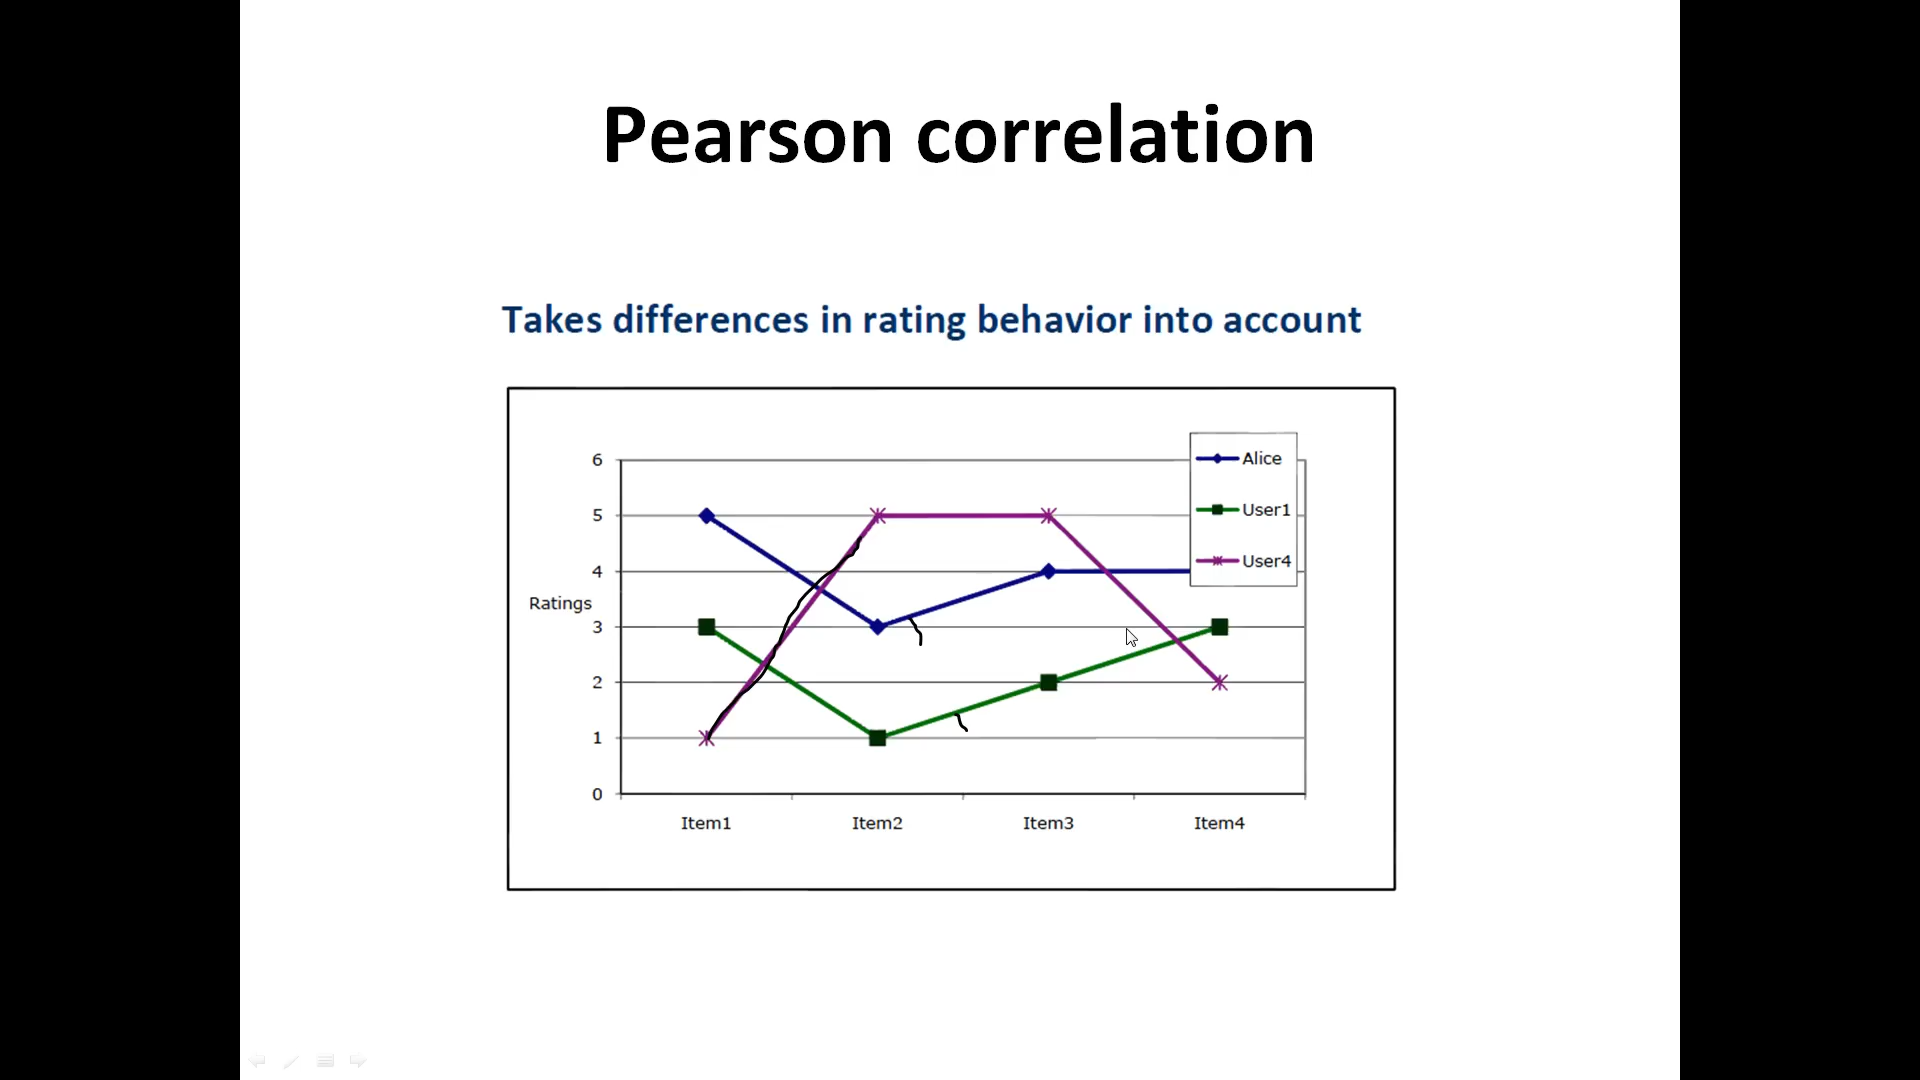 Pearson correlation
Takes differences in rating behavior into account
Alice
User1
User4
Ratings
6
5
4
3
2
1
0
Item1 Item2 Item3 Item4